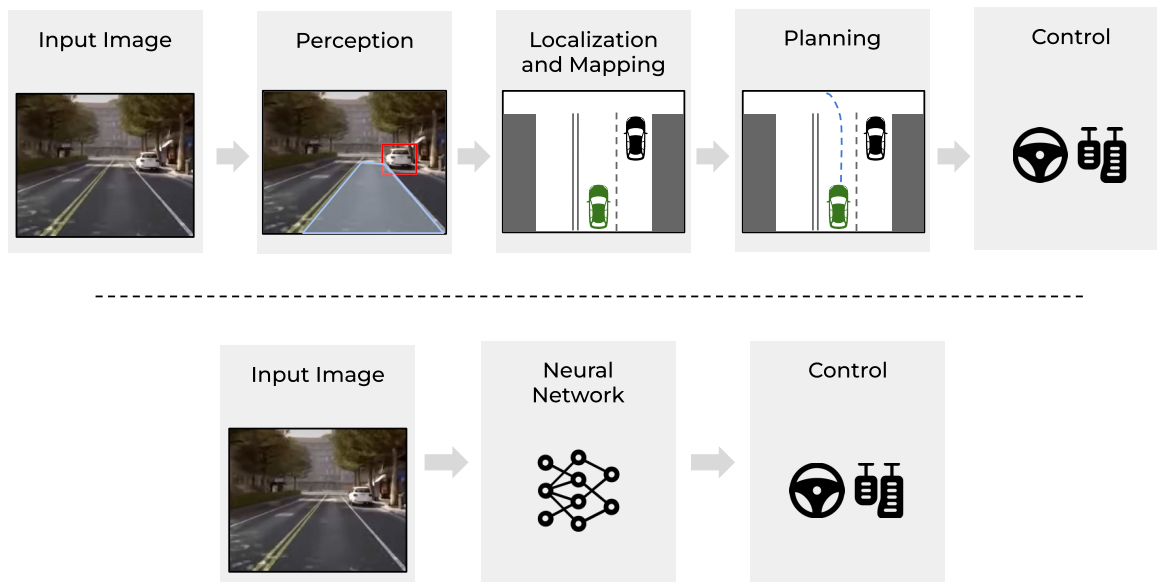 Input Image
Perception
Localization
and Mapping
Planning
Control
Input Image
Neural
Network
Control